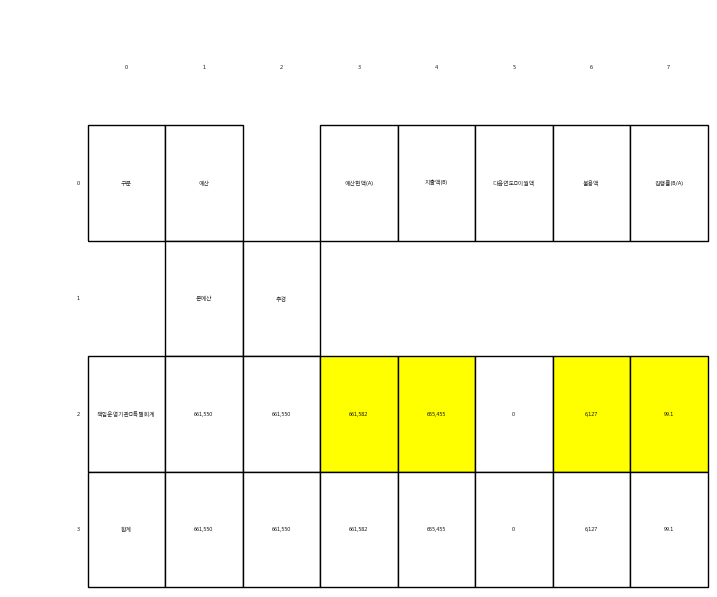 0 1 2 3 4 5 6 7
0 구분 예산 예산현액(A) 지출액(B) 다음연도□이월액 불용액 집행률(B/A)
1 본예산 추경
2 책임운영기관□특별회계 661,550 661,550 661,582 655,455 0 6,127 99.1
3 합계 661,550 661,550 661,582 655,455 0 6,127 99.1